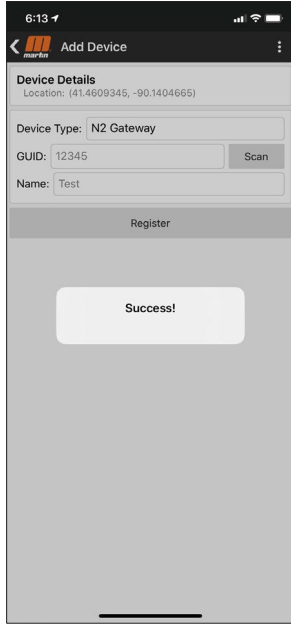 6:13
martin Add Device
Device Details
Location: (41.4609345, -90.1404665)
Device Type: N2 Gateway
GUID: 12345 Scan
Name: Test
Register
Success!